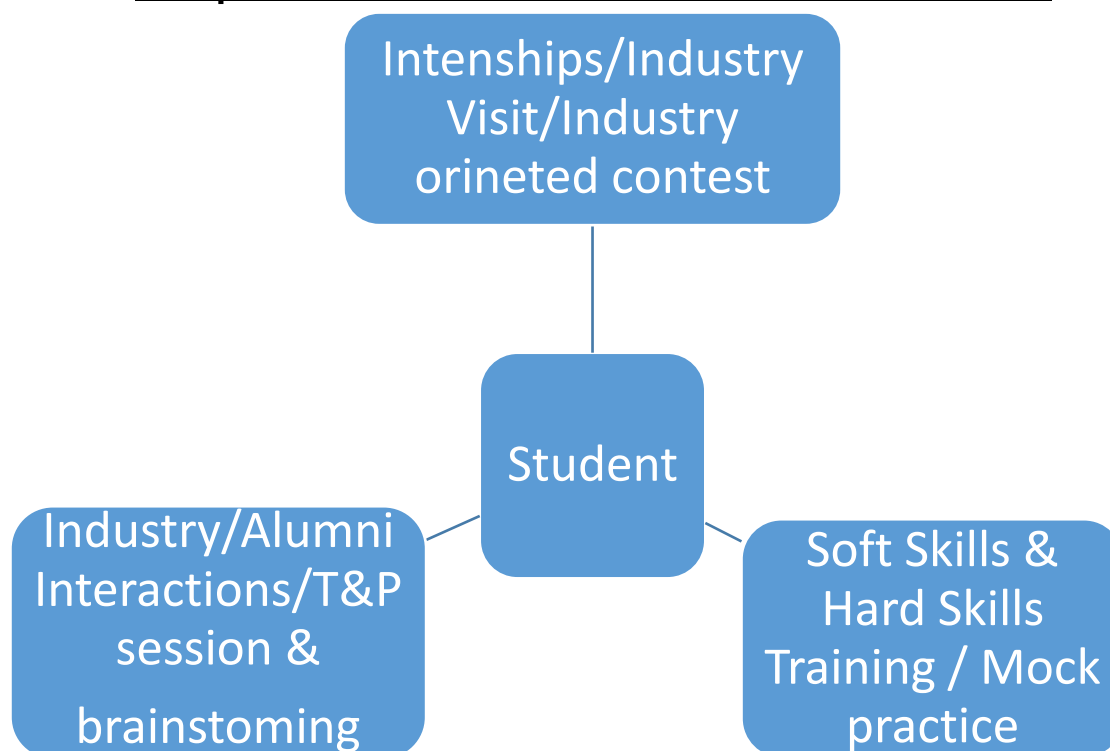 Intenships/Industry
Visit/Industry
orineted contest
Student
Industry/Alumni
Interactions/T&P
session &
brainstoming
Soft Skills &
Hard Skills
Training / Mock
practice